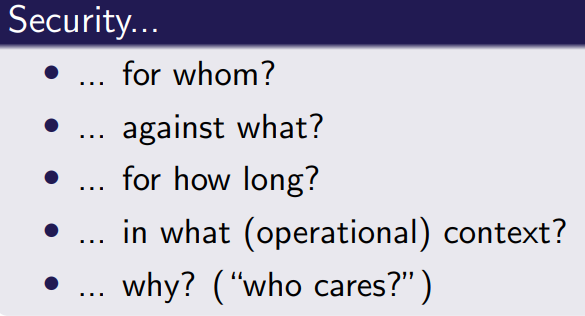 Security...
• ... for whom?
• ... against what?
• ... for how long?
• ... in what (operational) context?
• ... why? (“who cares?”)